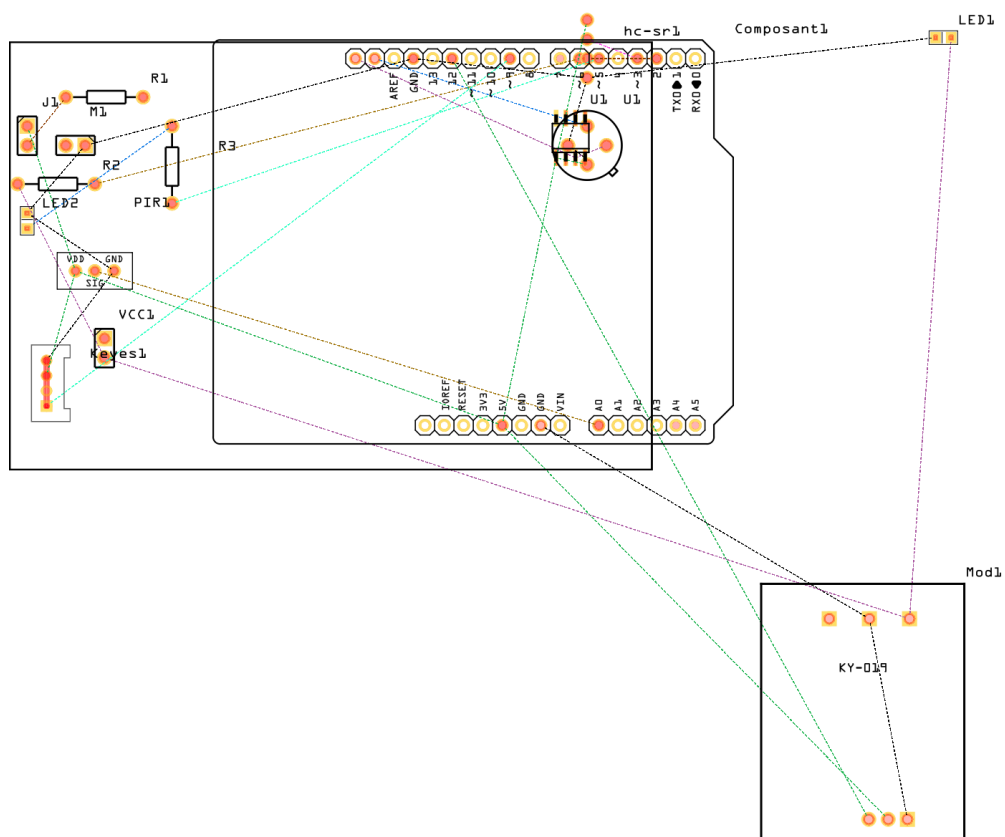 LED1
Composant1
hc-sr1
R1
J1
M1
AREF
GND
13
12
~11
~10
~9
8
7
~6
~5
4
~3
2
TXO 1
RXO 0
U1
U1
R3
R2
LED2
PIR1
VDD
GND
SIG
VCC1
Keyes1
IOREF
RESET
3V3
5V
GND
GND
VIN
A0
A1
A2
A3
A4
A5
Mod1
KY-019